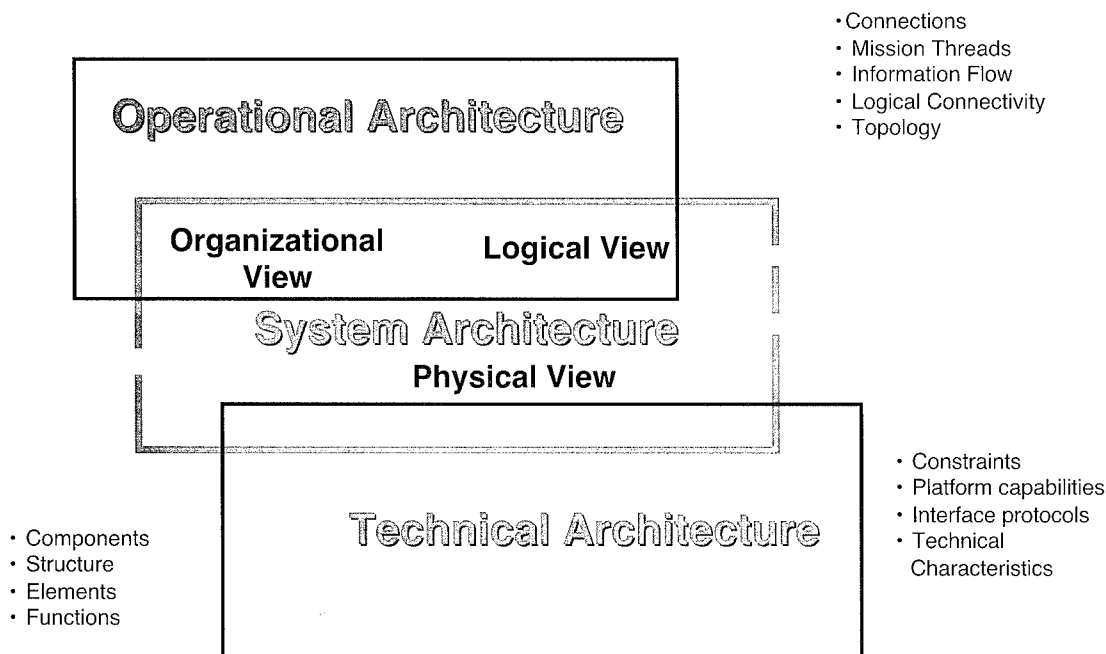 •Connections
• Mission Threads
• Information Flow
• Logical Connectivity
• Topology
Operational Architecture
Organizational
View
Logical View
System Architecture
Physical View
Technical Architecture
• Constraints
• Platform capabilities
• Interface protocols
• Technical
Characteristics
• Components
• Structure
• Elements
• Functions